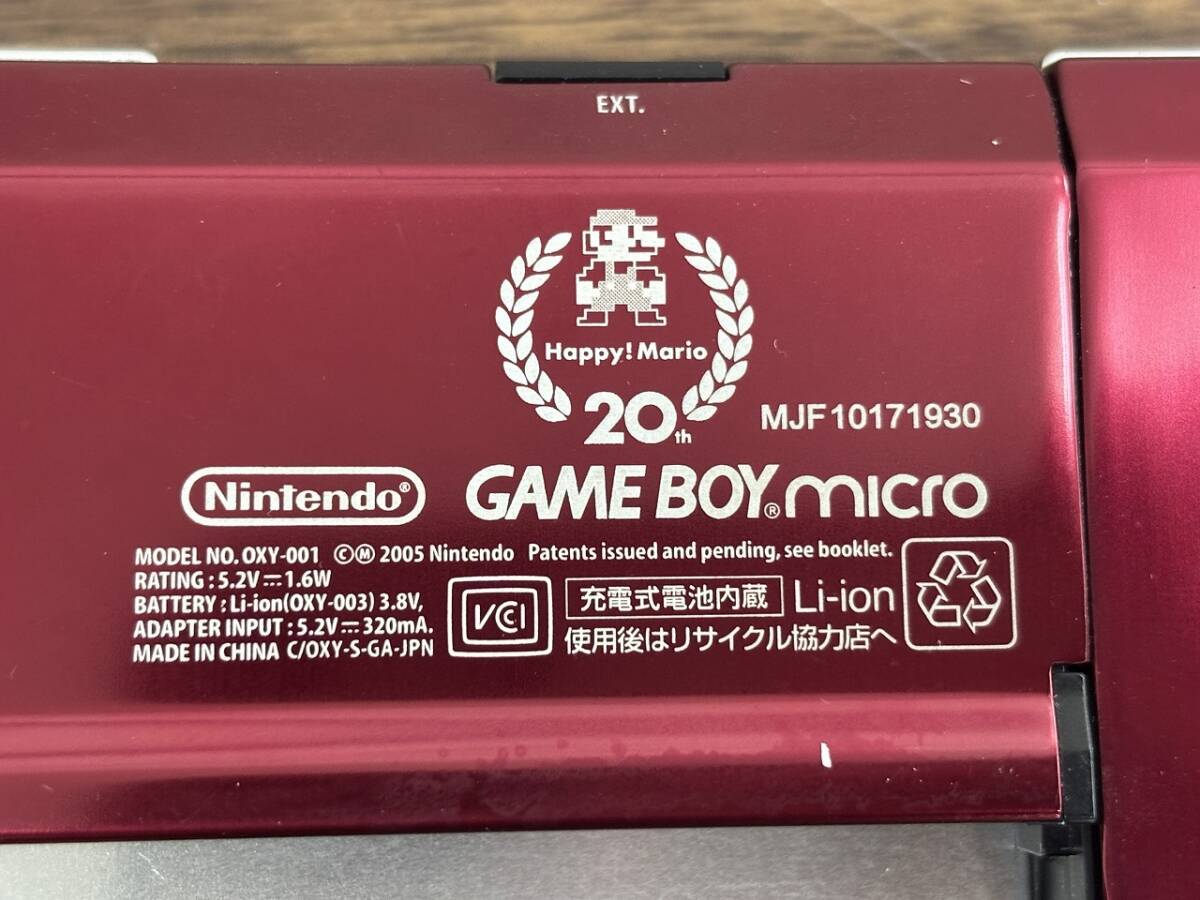 EXT.
Happy! Mario
20th
MJF10171930
Nintendo®
GAME BOY® micro
MODEL NO. OXY-001 ©Ⓜ 2005 Nintendo Patents issued and pending, see booklet.
RATING : 5.2V⎓1.6W
BATTERY : Li-ion(OXY-003) 3.8V,
ADAPTER INPUT : 5.2V⎓320mA.
MADE IN CHINA C/OXY-S-GA-JPN
VCCI
充電式電池内蔵 Li-ion
使用後はリサイクル協力店へ